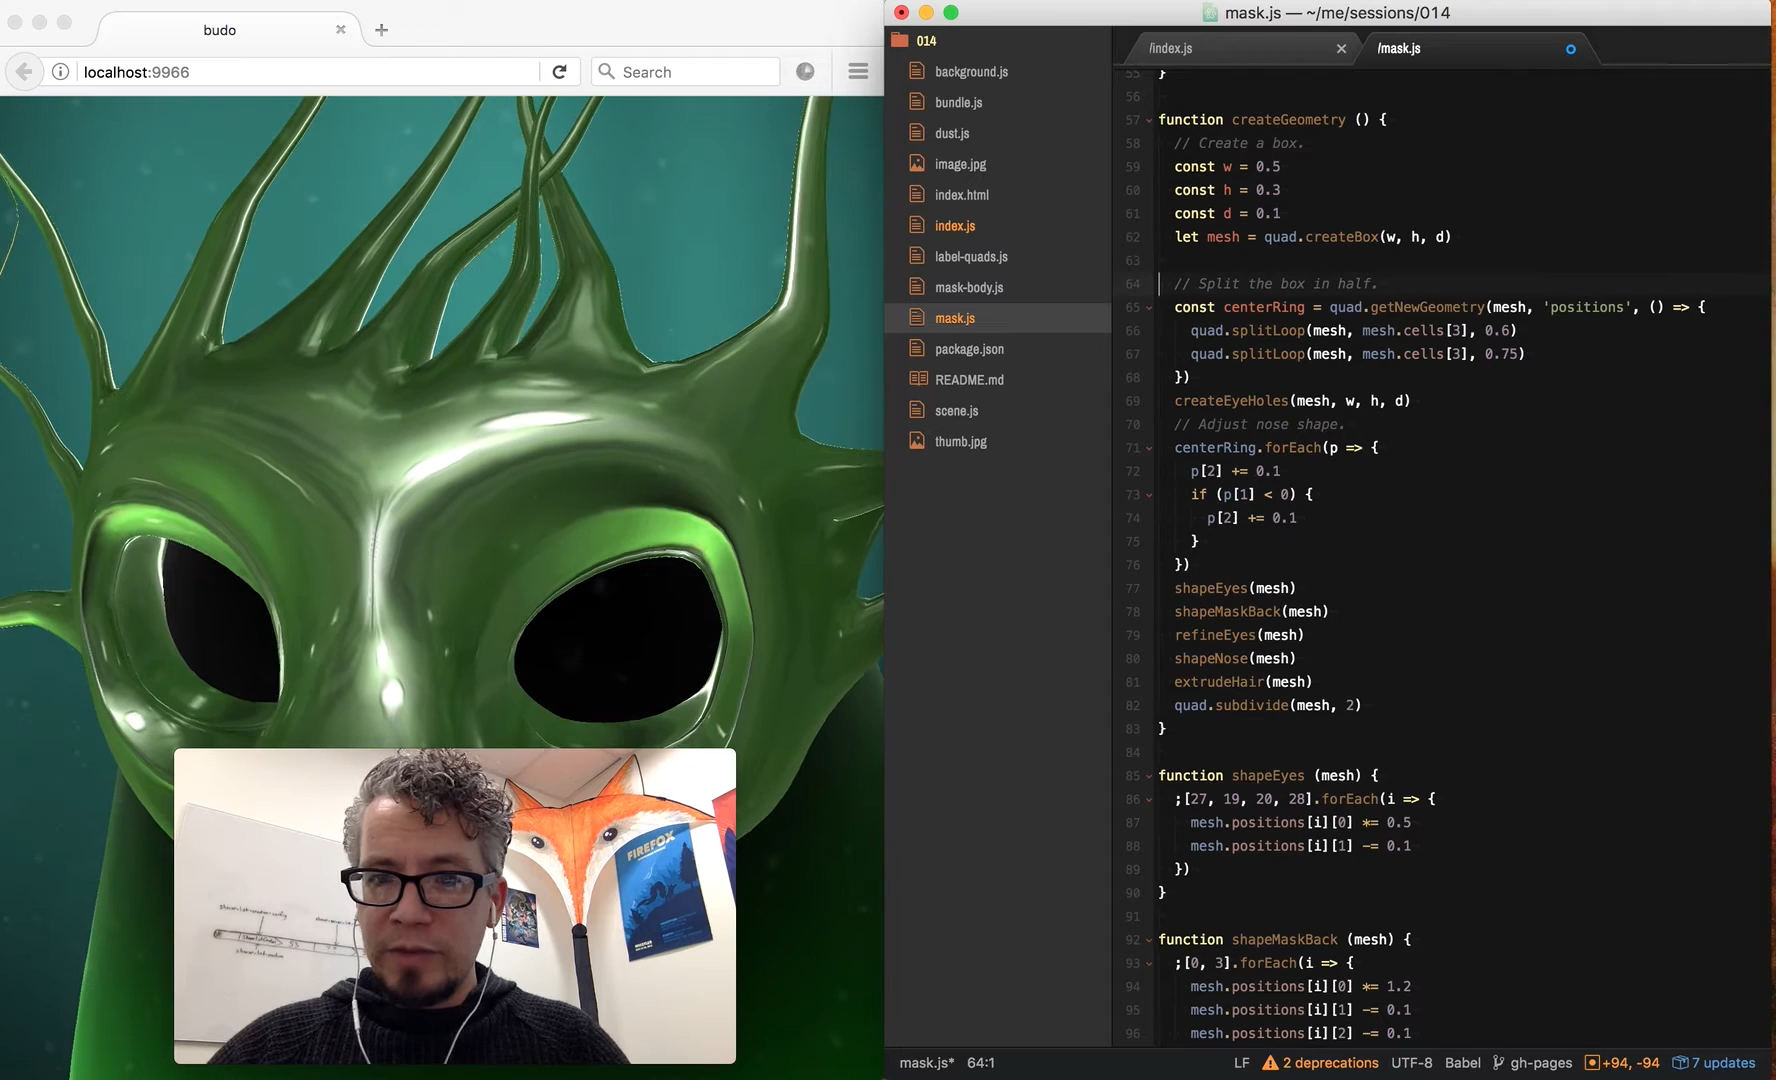 budo
localhost:9966
Search
FIREFOX
mask.js — ~/me/sessions/014
014
background.js
bundle.js
dust.js
image.jpg
index.html
index.js
label-quads.js
mask-body.js
mask.js
package.json
README.md
scene.js
thumb.jpg
/index.js
/mask.js
55 }
56
57 function createGeometry () {
58 // Create a box.
59 const w = 0.5
60 const h = 0.3
61 const d = 0.1
62 let mesh = quad.createBox(w, h, d)
63
64 // Split the box in half.
65 const centerRing = quad.getNewGeometry(mesh, 'positions', () => {
66 quad.splitLoop(mesh, mesh.cells[3], 0.6)
67 quad.splitLoop(mesh, mesh.cells[3], 0.75)
68 })
69 createEyeHoles(mesh, w, h, d)
70 // Adjust nose shape.
71 centerRing.forEach(p => {
72 p[2] += 0.1
73 if (p[1] < 0) {
74 p[2] += 0.1
75 }
76 })
77 shapeEyes(mesh)
78 shapeMaskBack(mesh)
79 refineEyes(mesh)
80 shapeNose(mesh)
81 extrudeHair(mesh)
82 quad.subdivide(mesh, 2)
83 }
84
85 function shapeEyes (mesh) {
86 ;[27, 19, 20, 28].forEach(i => {
87 mesh.positions[i][0] *= 0.5
88 mesh.positions[i][1] -= 0.1
89 })
90 }
91
92 function shapeMaskBack (mesh) {
93 ;[0, 3].forEach(i => {
94 mesh.positions[i][0] *= 1.2
95 mesh.positions[i][1] -= 0.1
96 mesh.positions[i][2] -= 0.1
mask.js* 64:1 LF 2 deprecations UTF-8 Babel gh-pages +94, -94 7 updates